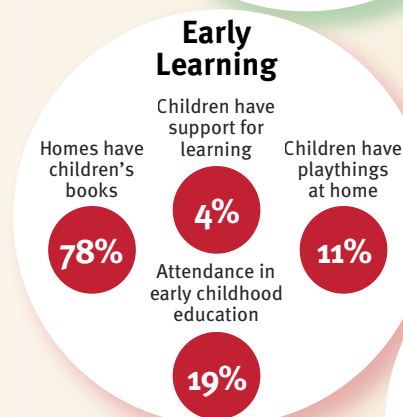 Early
Learning
Children have
support for
learning
4%
Homes have
children's
books
78%
Children have
playthings
at home
11%
Attendance in
early childhood
education
19%